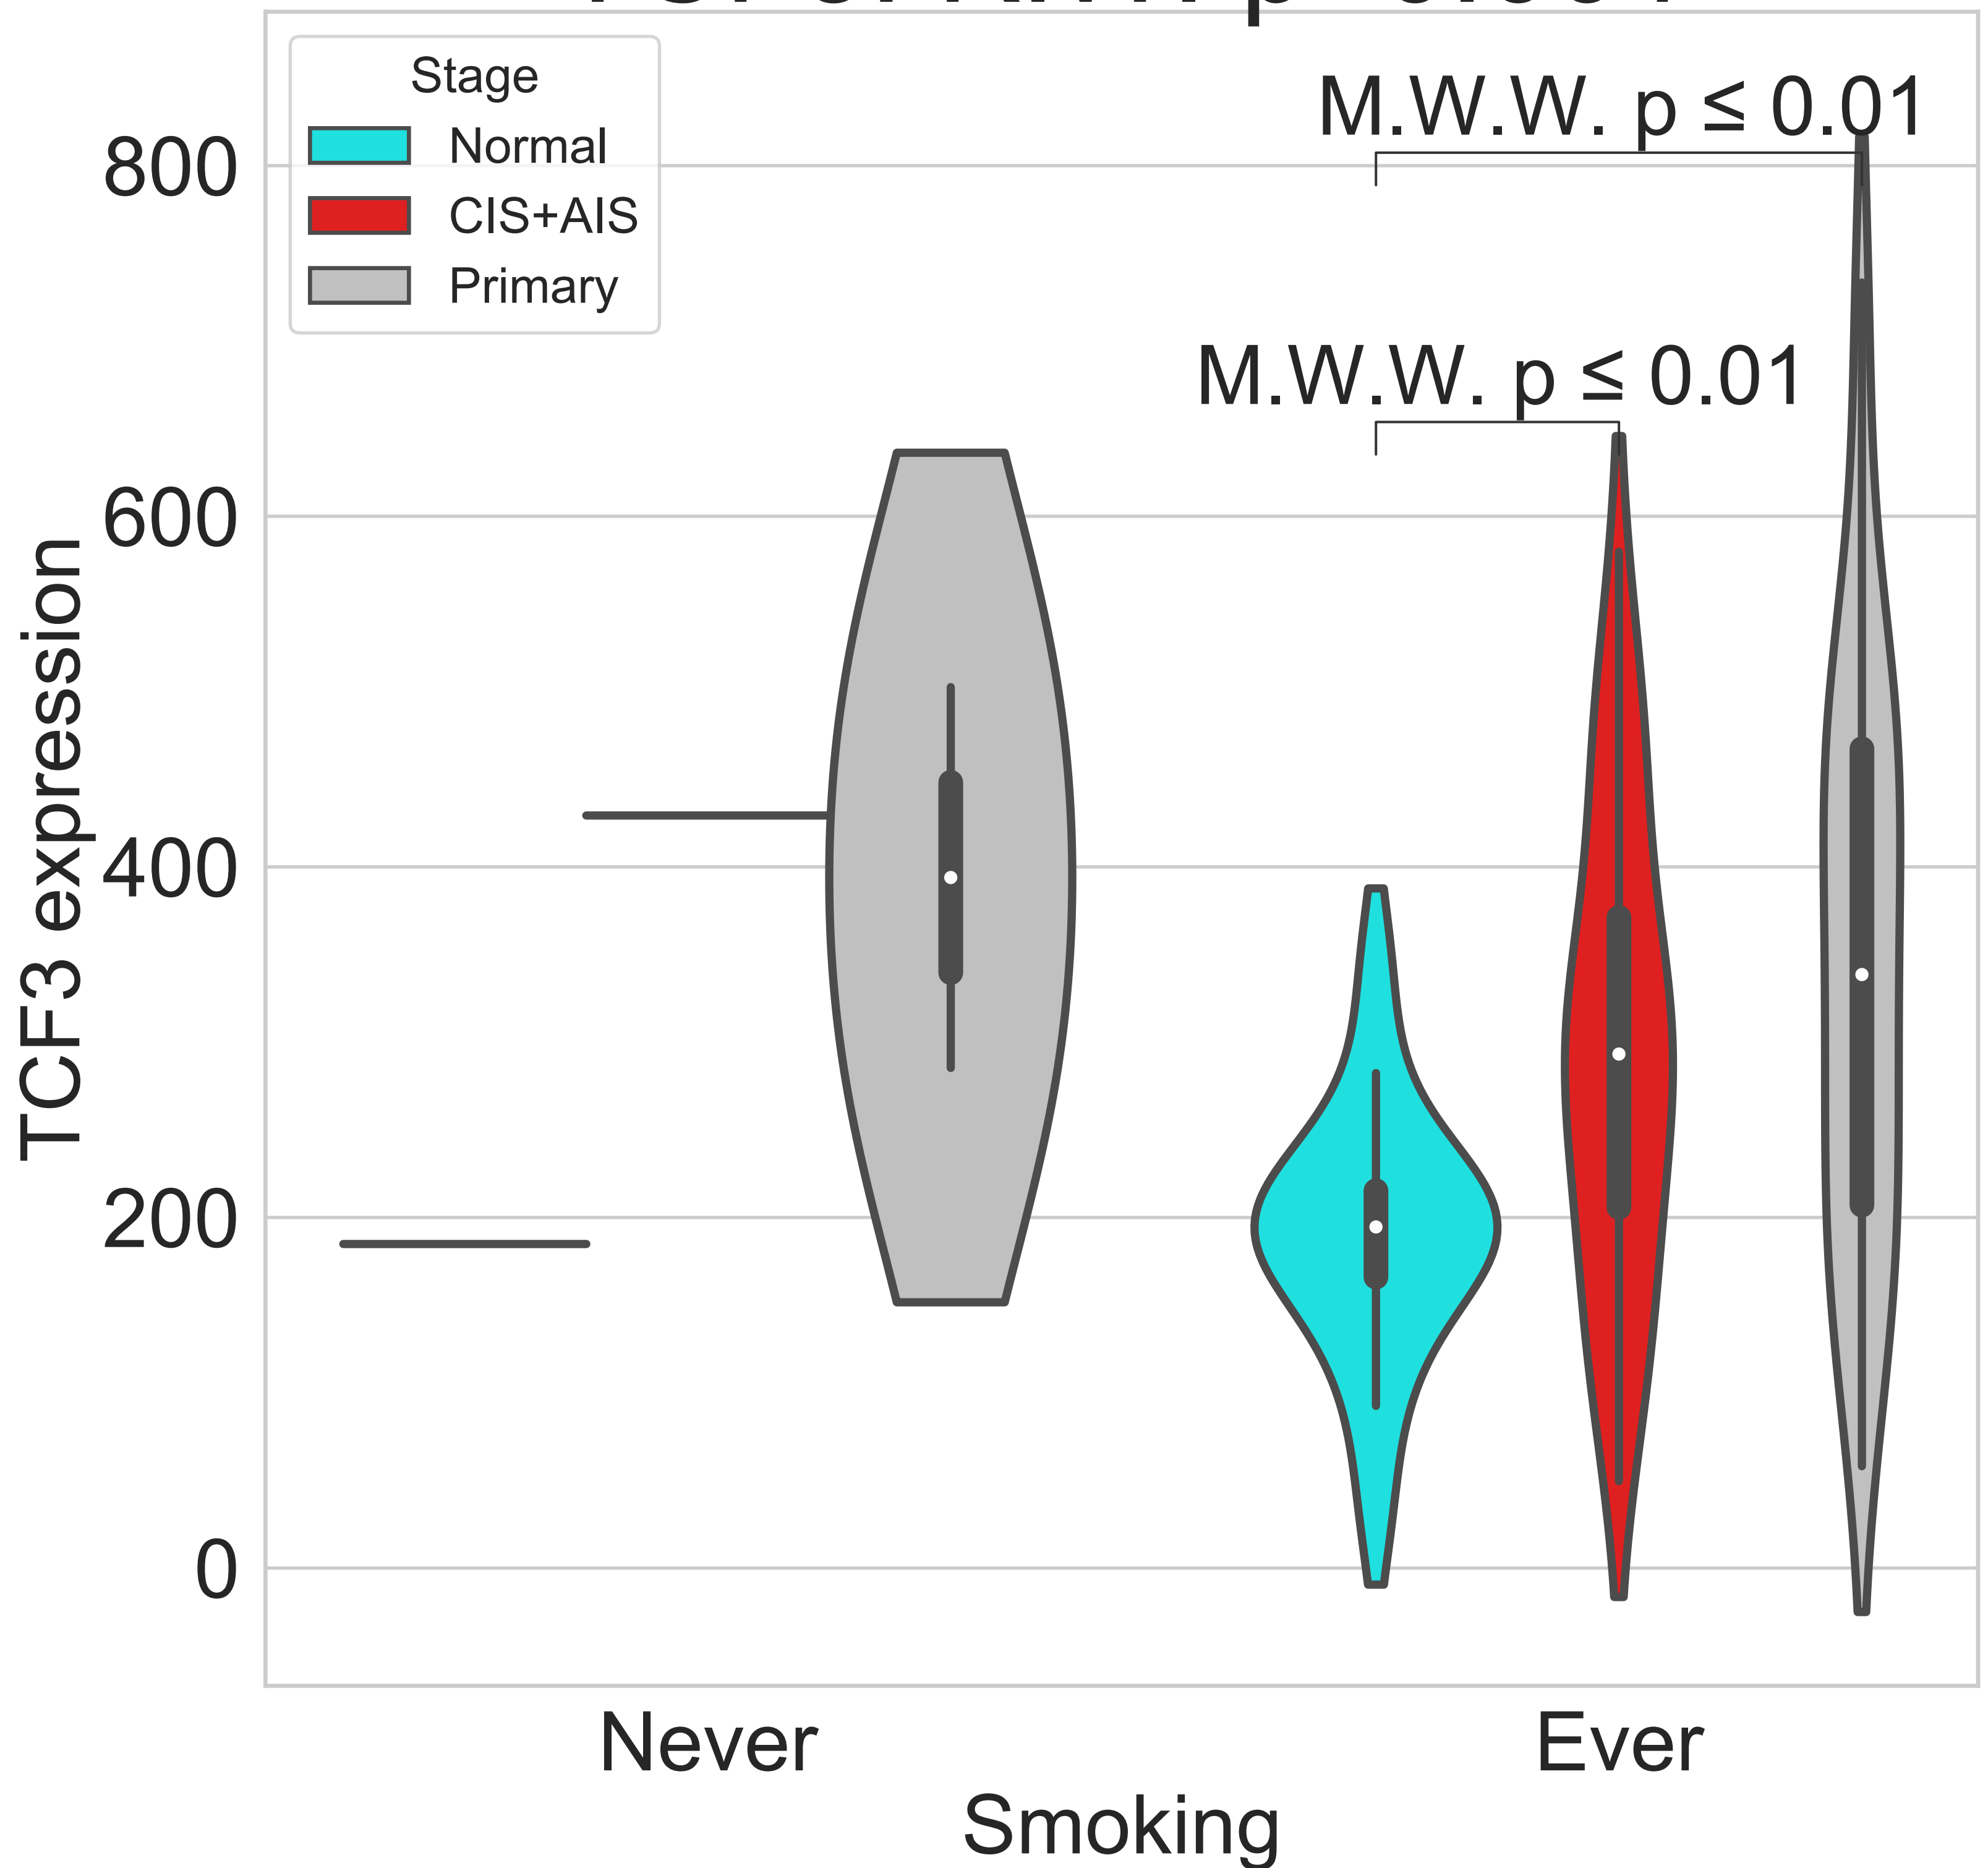 Stage
Normal
CIS+AIS
Primary
M.W.W. p ≤ 0.01
M.W.W. p ≤ 0.01
800
600
400
200
0
TCF3 expression
Never
Ever
Smoking